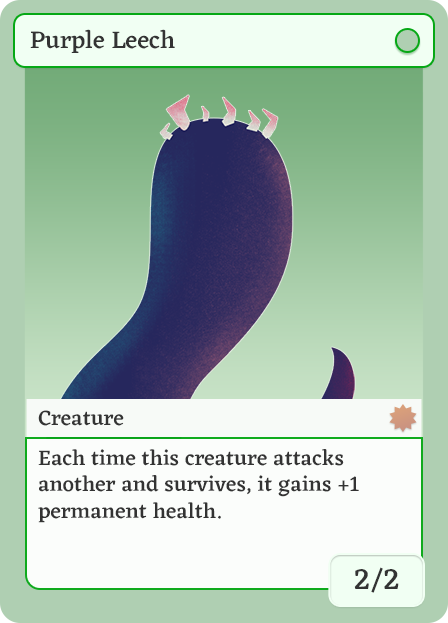 Purple Leech
Creature
Each time this creature attacks
another and survives, it gains +1
permanent health.
2/2